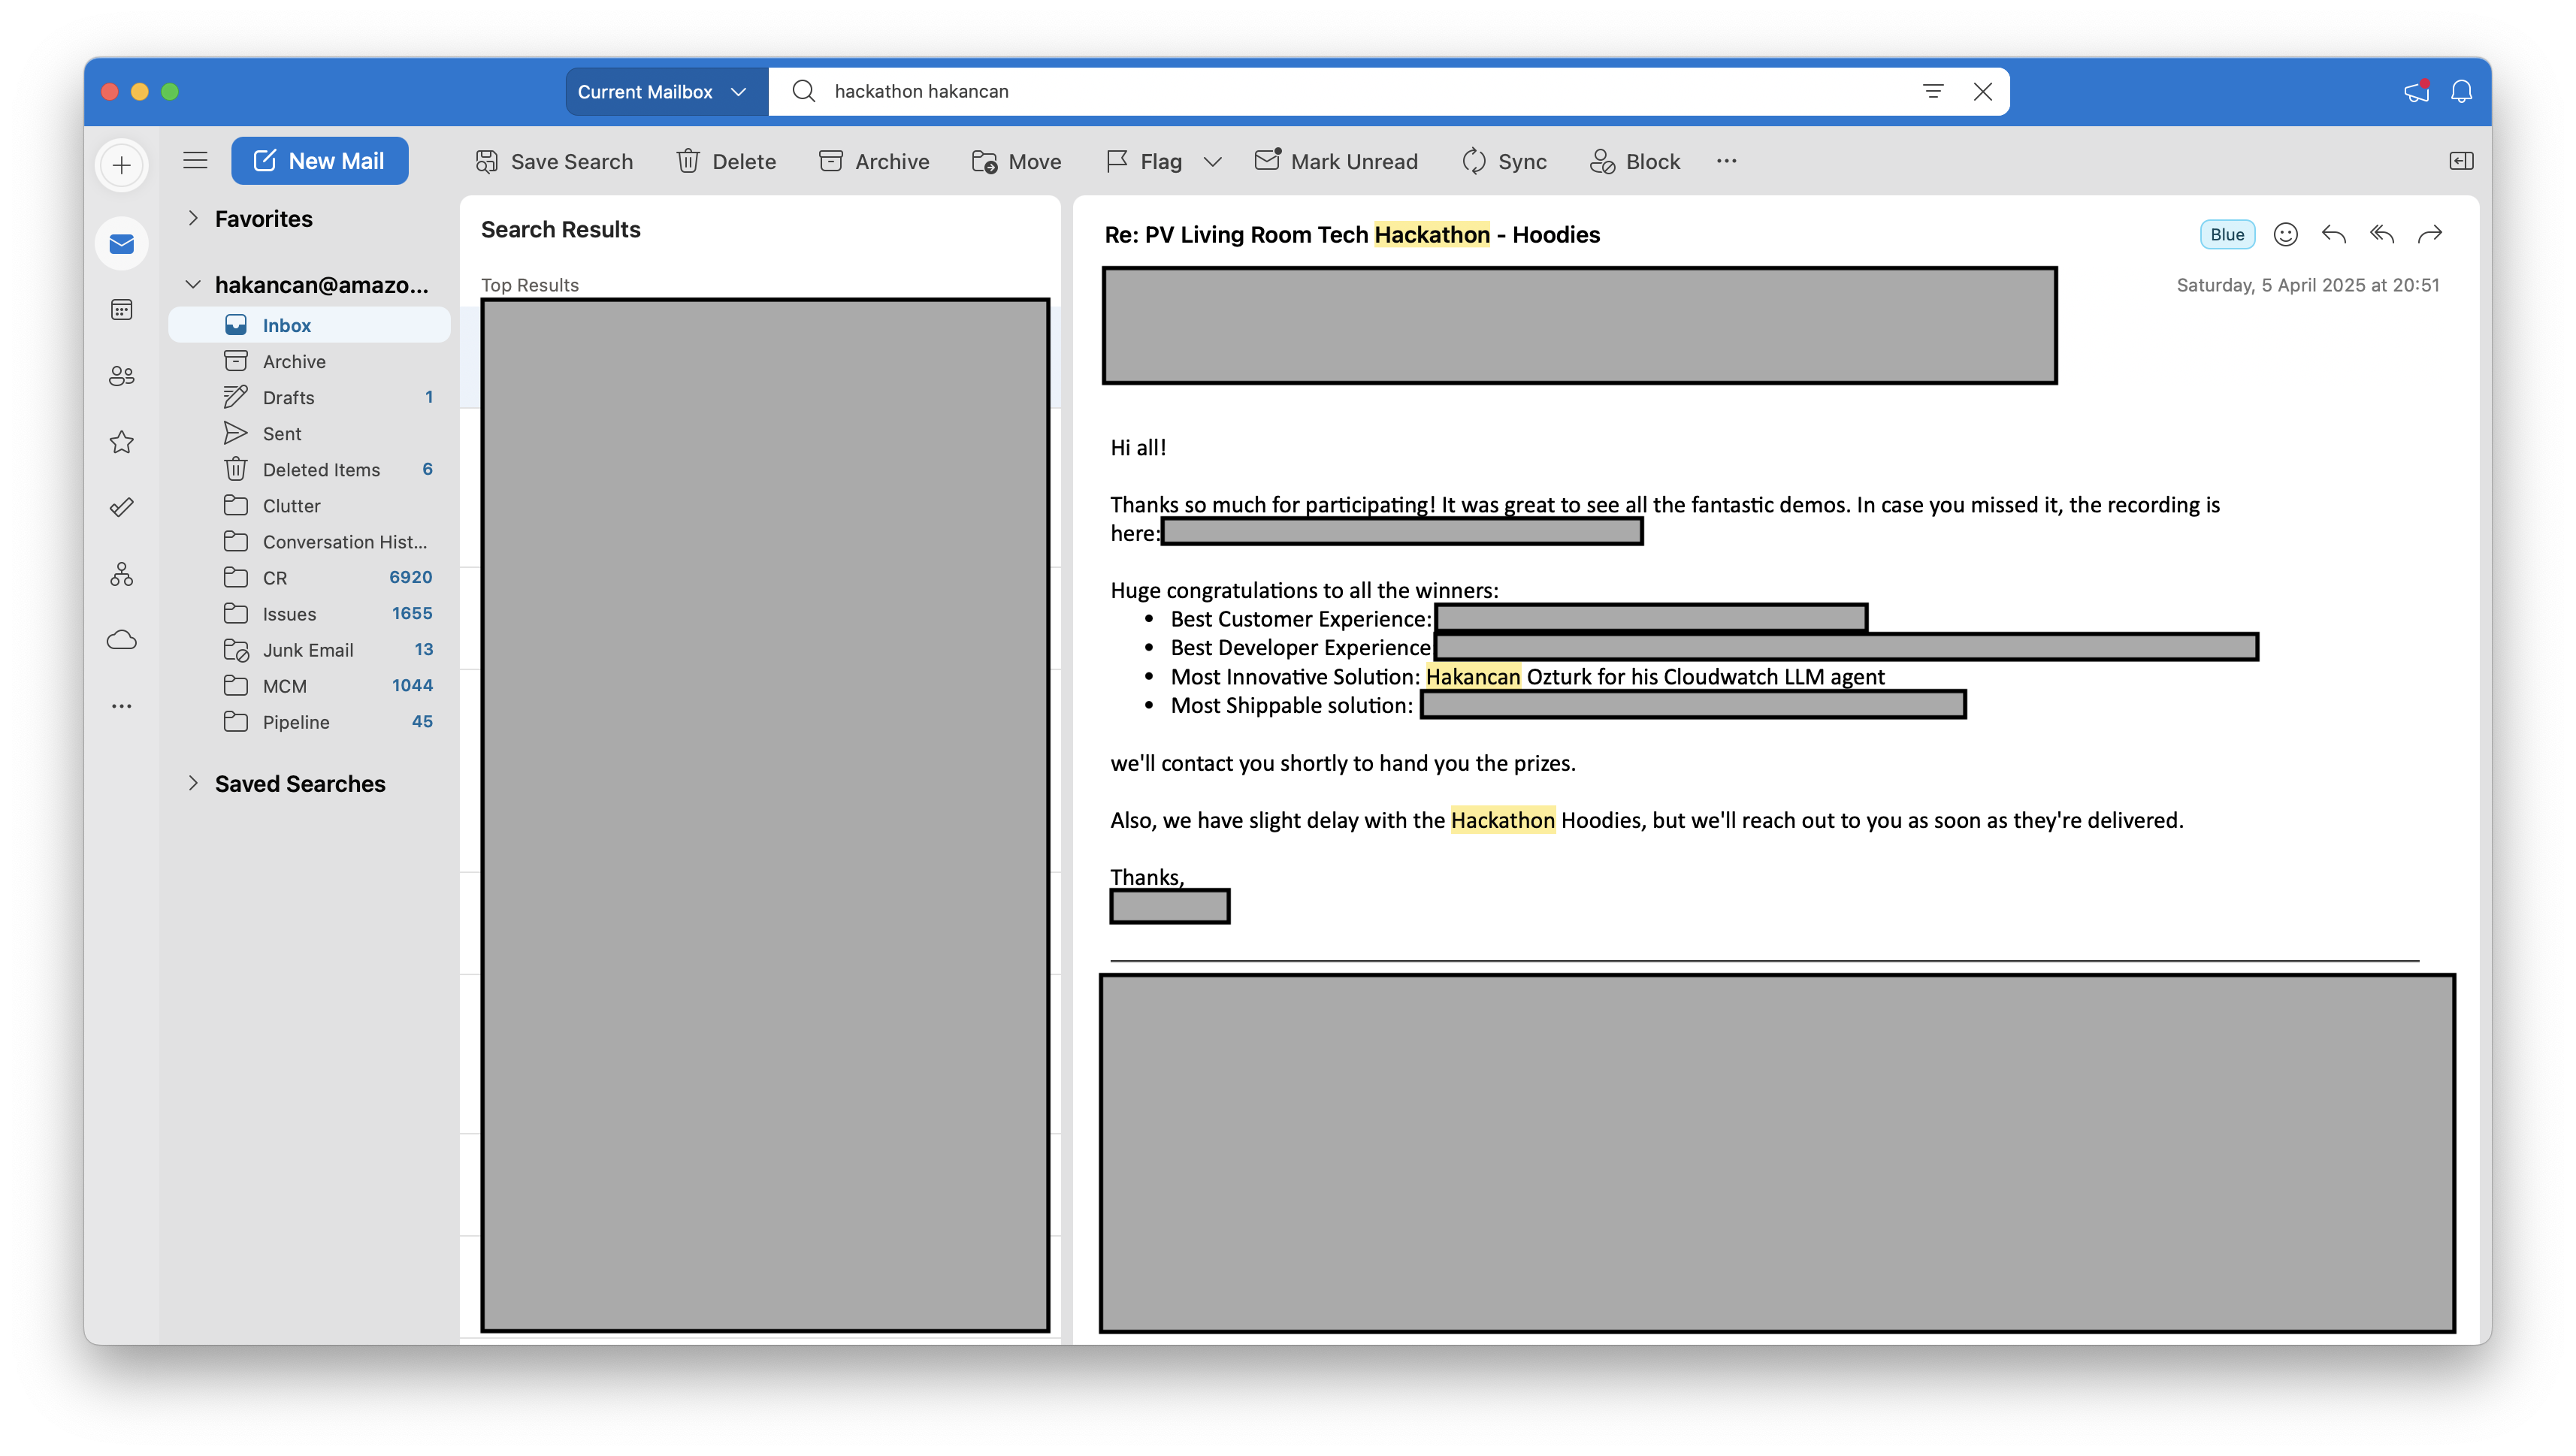 Current Mailbox
hackathon hakancan
New Mail
Save Search
Delete
Archive
Move
Flag
Mark Unread
Sync
Block
Favorites
hakancan@amazo...
Inbox
Archive
Drafts 1
Sent
Deleted Items 6
Clutter
Conversation Hist...
CR 6920
Issues 1655
Junk Email 13
MCM 1044
Pipeline 45
Saved Searches
Search Results
Top Results
Re: PV Living Room Tech Hackathon - Hoodies
Blue
Saturday, 5 April 2025 at 20:51
Hi all!
Thanks so much for participating! It was great to see all the fantastic demos. In case you missed it, the recording is
here:
Huge congratulations to all the winners:
• Best Customer Experience:
• Best Developer Experience
• Most Innovative Solution: Hakancan Ozturk for his Cloudwatch LLM agent
• Most Shippable solution:
we'll contact you shortly to hand you the prizes.
Also, we have slight delay with the Hackathon Hoodies, but we'll reach out to you as soon as they're delivered.
Thanks,